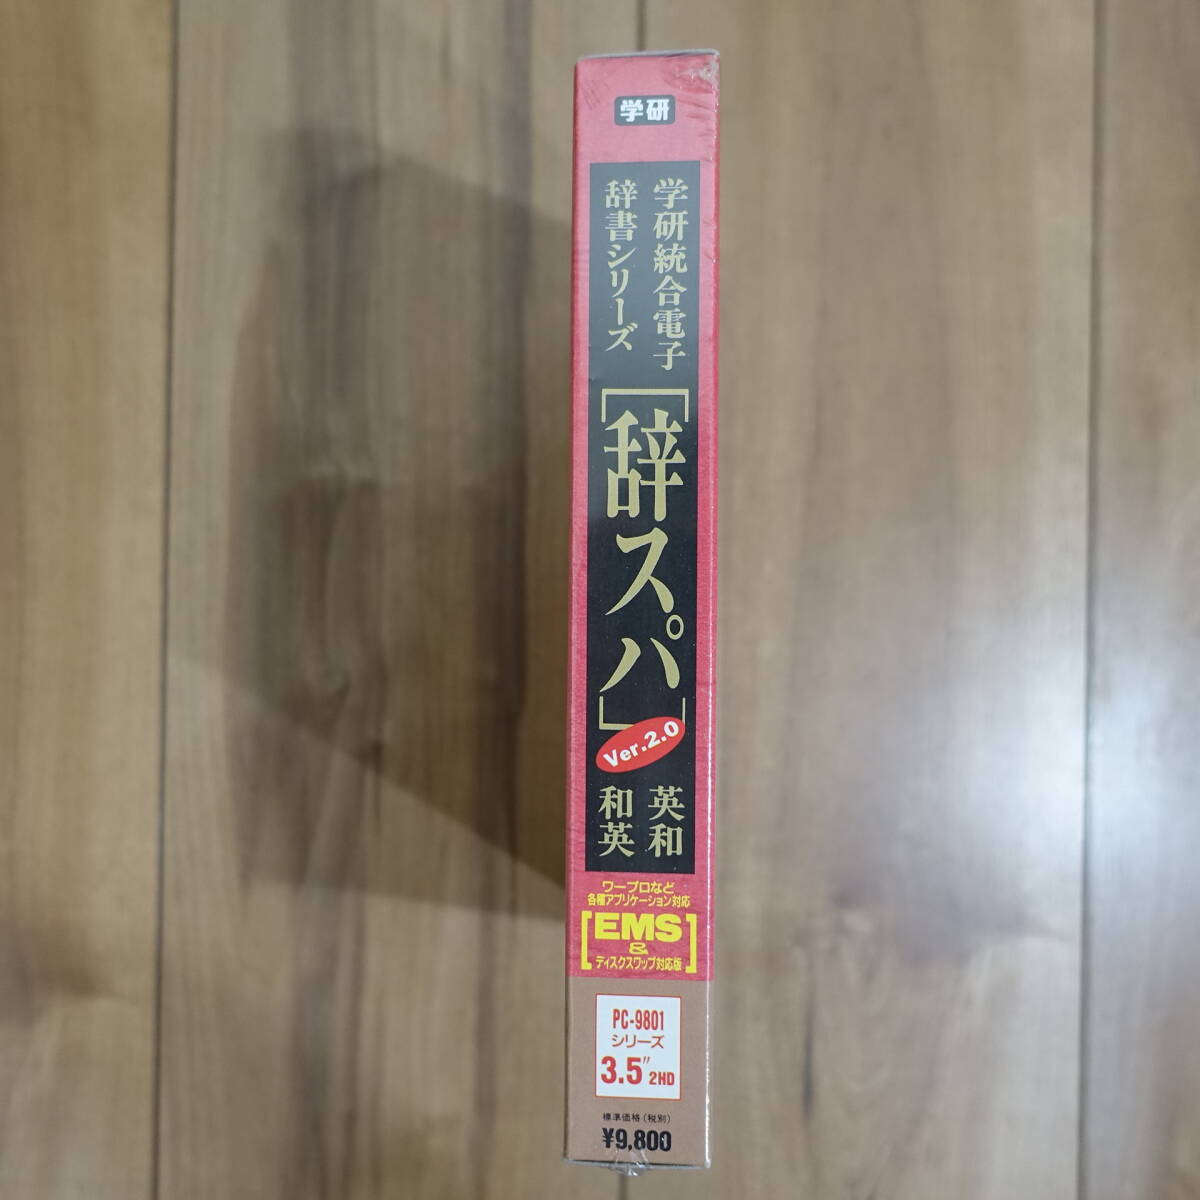 学研
学研統合電子
辞書シリーズ
[辞スパ]
Ver.2.0
英和
和英
ワープロなど
各種アプリケーション対応
[EMS
&
ディスクスワップ対応版]
PC-9801
シリーズ
3.5″2HD
標準価格(税別)
¥9,800